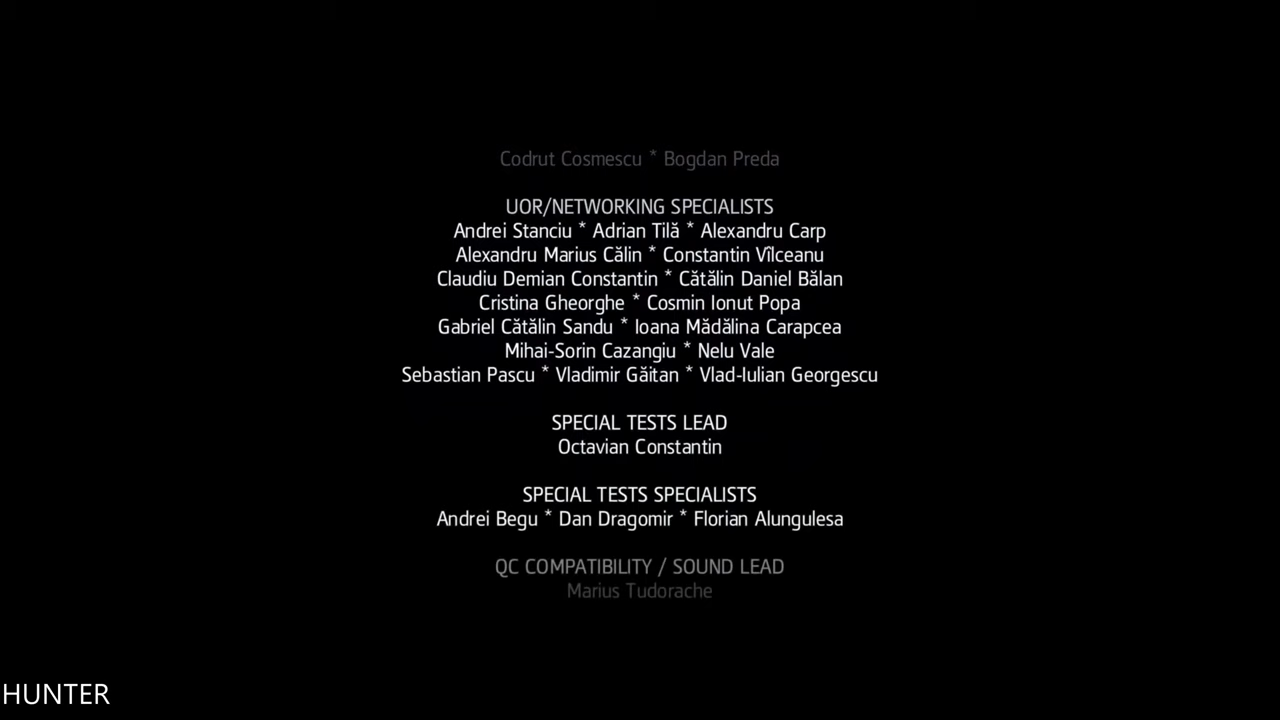 Codrut Cosmescu * Bogdan Preda
UOR/NETWORKING SPECIALISTS
Andrei Stanciu * Adrian Tilă * Alexandru Carp
Alexandru Marius Călin * Constantin Vîlceanu
Claudiu Demian Constantin * Cătălin Daniel Bălan
Cristina Gheorghe * Cosmin Ionut Popa
Gabriel Cătălin Sandu * Ioana Mădălina Carapcea
Mihai-Sorin Cazangiu * Nelu Vale
Sebastian Pascu * Vladimir Găitan * Vlad-Iulian Georgescu
SPECIAL TESTS LEAD
Octavian Constantin
SPECIAL TESTS SPECIALISTS
Andrei Begu * Dan Dragomir * Florian Alungulesa
QC COMPATIBILITY / SOUND LEAD
Marius Tudorache
HUNTER